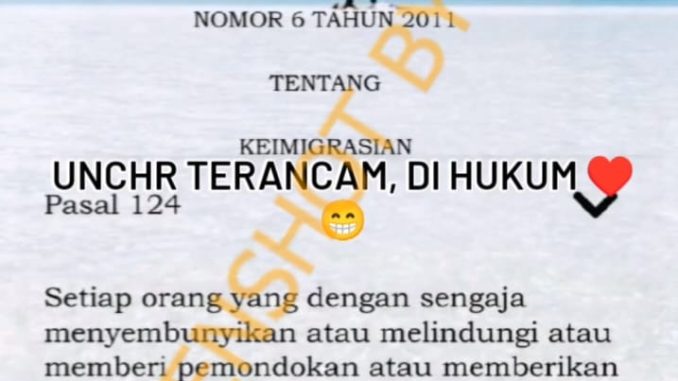 NOMOR 6 TAHUN 2011
TENTANG
KEIMIGRASIAN
UNCHR TERANCAM, DI HUKUM ❤️
😁
Pasal 124
Setiap orang yang dengan sengaja
menyembunyikan atau melindungi atau
memberi pemondokan atau memberikan